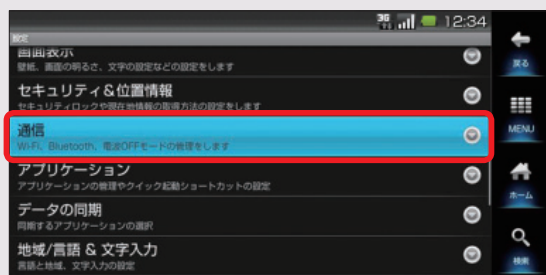 3G 12:34
設定
画面表示
壁紙、画面の明るさ、文字の設定などの設定をします
セキュリティ&位置情報
セキュリティロックや現在地情報の取得方法の設定をします
通信
Wi-Fi、Bluetooth、電波OFFモードの管理をします
アプリケーション
アプリケーションの管理やクイック起動ショートカットの設定
データの同期
同期するアプリケーションの選択
地域/言語 & 文字入力
言語と地域、文字入力の設定
戻る
MENU
ホーム
検索